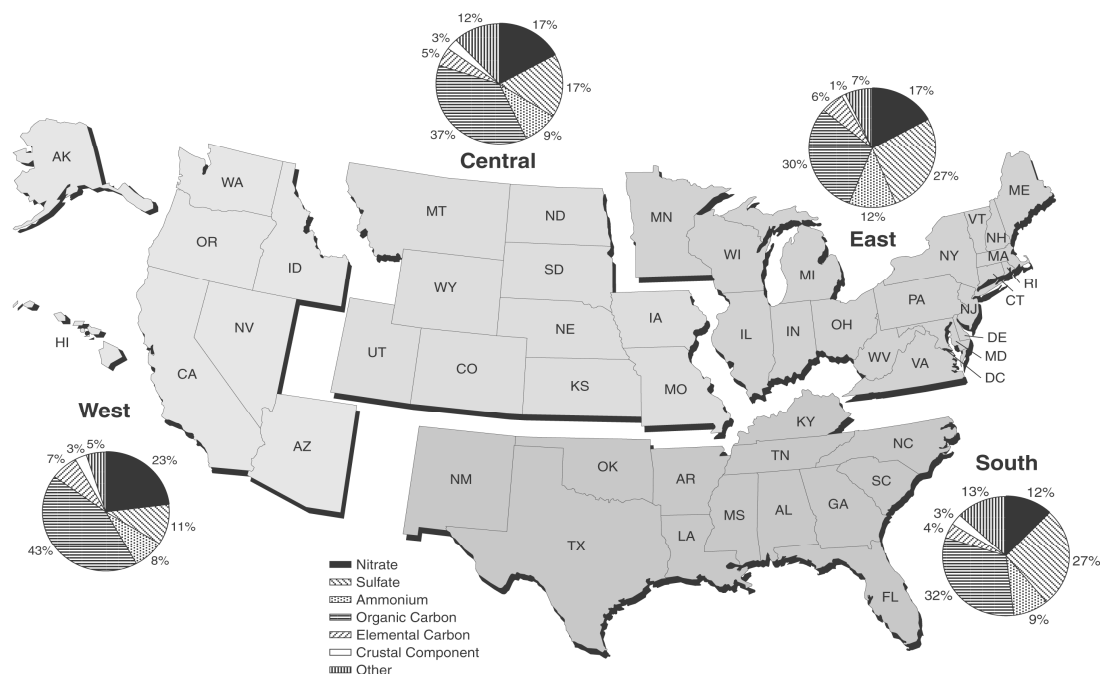 12%
17%
3%
5%
17%
37%
9%
Central
7%
1%
17%
6%
30%
27%
12%
East
AK
WA
MT
ND
MN
ME
VT
NH
OR
ID
SD
WI
MI
NY
MA
RI
CT
WY
PA
NJ
HI
NV
NE
IA
IL
IN
OH
DE
MD
DC
UT
CO
KS
MO
WV
VA
CA
KY
West
AZ
NM
OK
AR
TN
NC
SC
South
MS
AL
GA
LA
TX
FL
5%
3%
7%
23%
11%
43%
8%
13%
12%
3%
4%
27%
32%
9%
Nitrate
Sulfate
Ammonium
Organic Carbon
Elemental Carbon
Crustal Component
Other